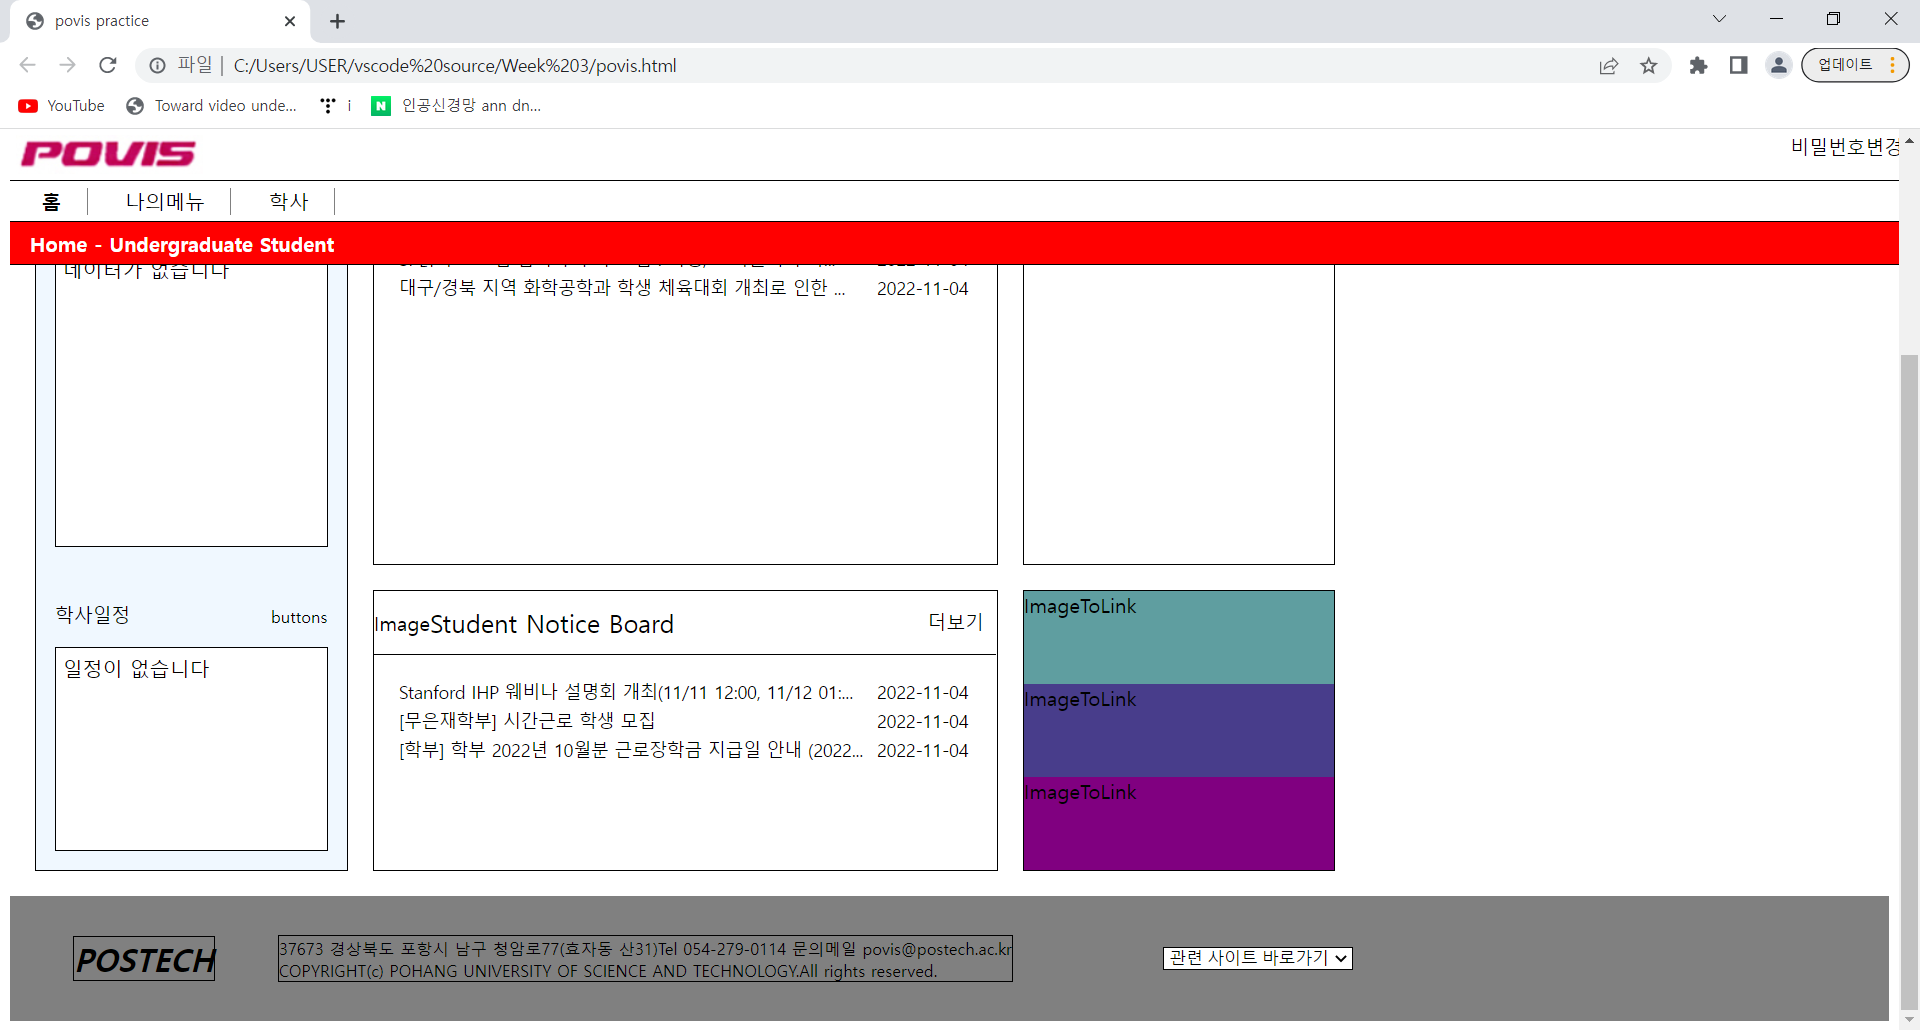 povis practice
파일 | C:/Users/USER/vscode%20source/Week%203/povis.html
업데이트
YouTube
Toward video unde...
i
인공신경망 ann dn...
POVIS
비밀번호변경
홈
나의메뉴
학사
Home - Undergraduate Student
데이터가 없습니다
대구/경북 지역 화학공학과 학생 체육대회 개최로 인한 ... 2022-11-04
학사일정 buttons
일정이 없습니다
ImageStudent Notice Board 더보기
Stanford IHP 웨비나 설명회 개최(11/11 12:00, 11/12 01:... 2022-11-04
[무은재학부] 시간근로 학생 모집 2022-11-04
[학부] 학부 2022년 10월분 근로장학금 지급일 안내 (2022... 2022-11-04
ImageToLink
ImageToLink
ImageToLink
POSTECH
37673 경상북도 포항시 남구 청암로77(효자동 산31)Tel 054-279-0114 문의메일 povis@postech.ac.kr
COPYRIGHT(c) POHANG UNIVERSITY OF SCIENCE AND TECHNOLOGY.All rights reserved.
관련 사이트 바로가기